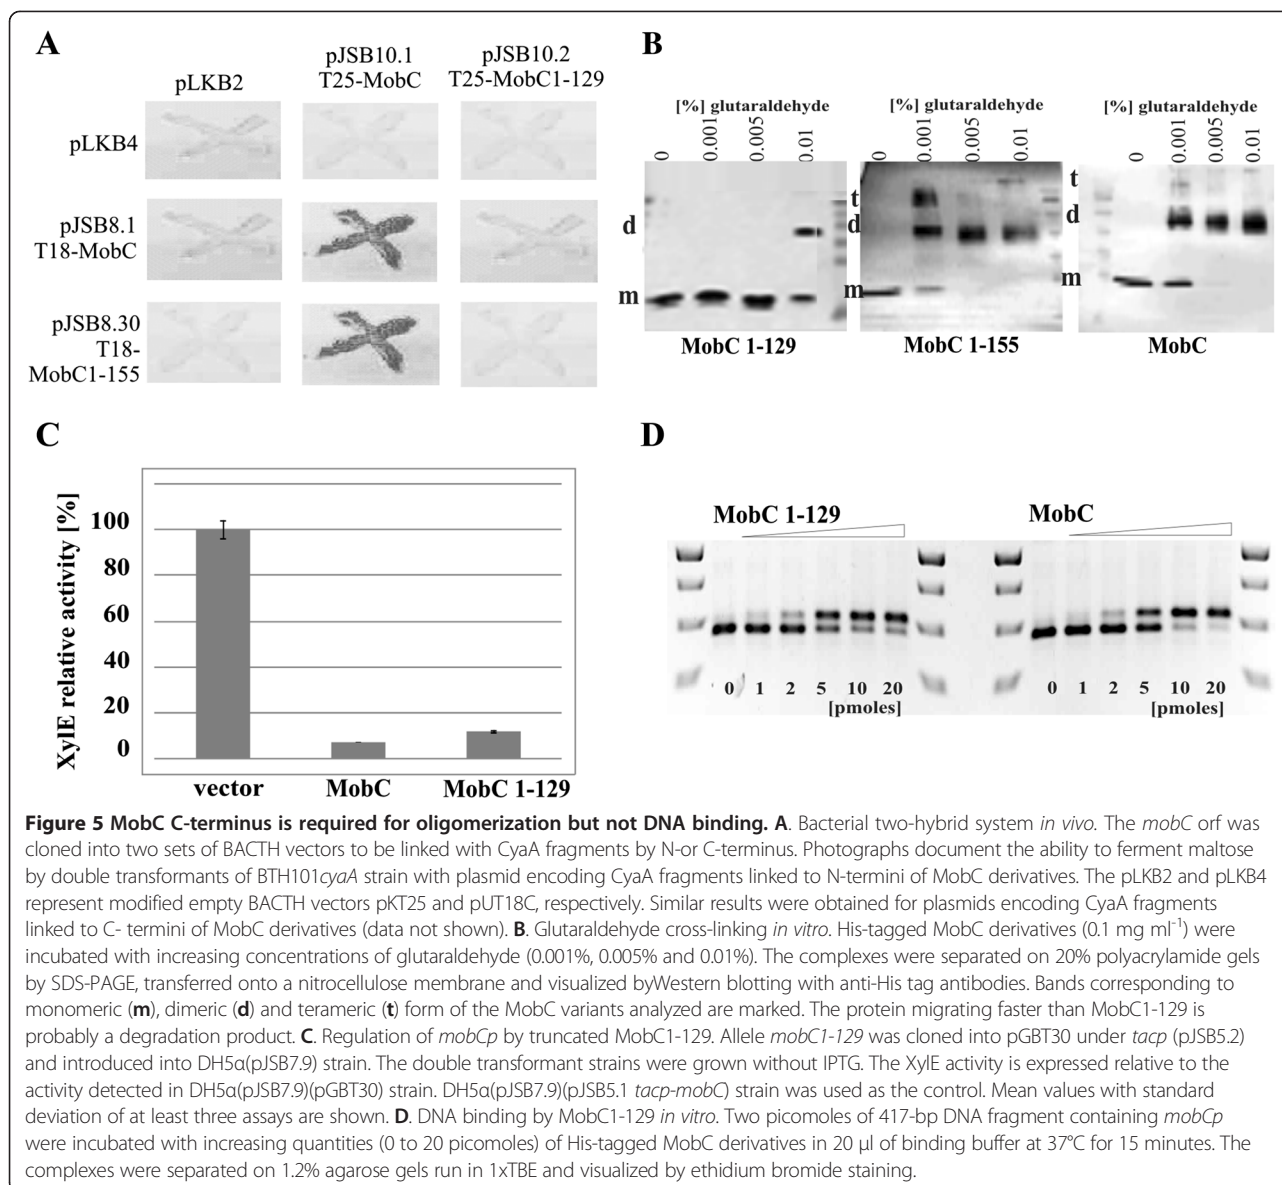 A
pLKB2
pJSB10.1
T25-MobC
pJSB10.2
T25-MobC1-129
pLKB4
pJSB8.1
T18-MobC
pJSB8.30
T18-
MobC1-155
B
[%] glutaraldehyde
0
0.001
0.005
0.01
d
m
MobC 1-129
[%] glutaraldehyde
0
0.001
0.005
0.01
t
d
m
MobC 1-155
[%] glutaraldehyde
0
0.001
0.005
0.01
t
d
m
MobC
C
XylE relative activity [%]
100
80
60
40
20
0
vector
MobC
MobC 1-129
D
MobC 1-129
0 1 2 5 10 20
[pmoles]
MobC
0 1 2 5 10 20
[pmoles]
Figure 5 MobC C-terminus is required for oligomerization but not DNA binding. A. Bacterial two-hybrid system in vivo. The mobC orf was
cloned into two sets of BACTH vectors to be linked with CyaA fragments by N-or C-terminus. Photographs document the ability to ferment maltose
by double transformants of BTH101cyaA strain with plasmid encoding CyaA fragments linked to N-termini of MobC derivatives. The pLKB2 and pLKB4
represent modified empty BACTH vectors pKT25 and pUT18C, respectively. Similar results were obtained for plasmids encoding CyaA fragments
linked to C- termini of MobC derivatives (data not shown). B. Glutaraldehyde cross-linking in vitro. His-tagged MobC derivatives (0.1 mg ml⁻¹) were
incubated with increasing concentrations of glutaraldehyde (0.001%, 0.005% and 0.01%). The complexes were separated on 20% polyacrylamide gels
by SDS-PAGE, transferred onto a nitrocellulose membrane and visualized byWestern blotting with anti-His tag antibodies. Bands corresponding to
monomeric (m), dimeric (d) and terameric (t) form of the MobC variants analyzed are marked. The protein migrating faster than MobC1-129 is
probably a degradation product. C. Regulation of mobCp by truncated MobC1-129. Allele mobC1-129 was cloned into pGBT30 under tacp (pJSB5.2)
and introduced into DH5α(pJSB7.9) strain. The double transformant strains were grown without IPTG. The XylE activity is expressed relative to the
activity detected in DH5α(pJSB7.9)(pGBT30) strain. DH5α(pJSB7.9)(pJSB5.1 tacp-mobC) strain was used as the control. Mean values with standard
deviation of at least three assays are shown. D. DNA binding by MobC1-129 in vitro. Two picomoles of 417-bp DNA fragment containing mobCp
were incubated with increasing quantities (0 to 20 picomoles) of His-tagged MobC derivatives in 20 μl of binding buffer at 37°C for 15 minutes. The
complexes were separated on 1.2% agarose gels run in 1xTBE and visualized by ethidium bromide staining.